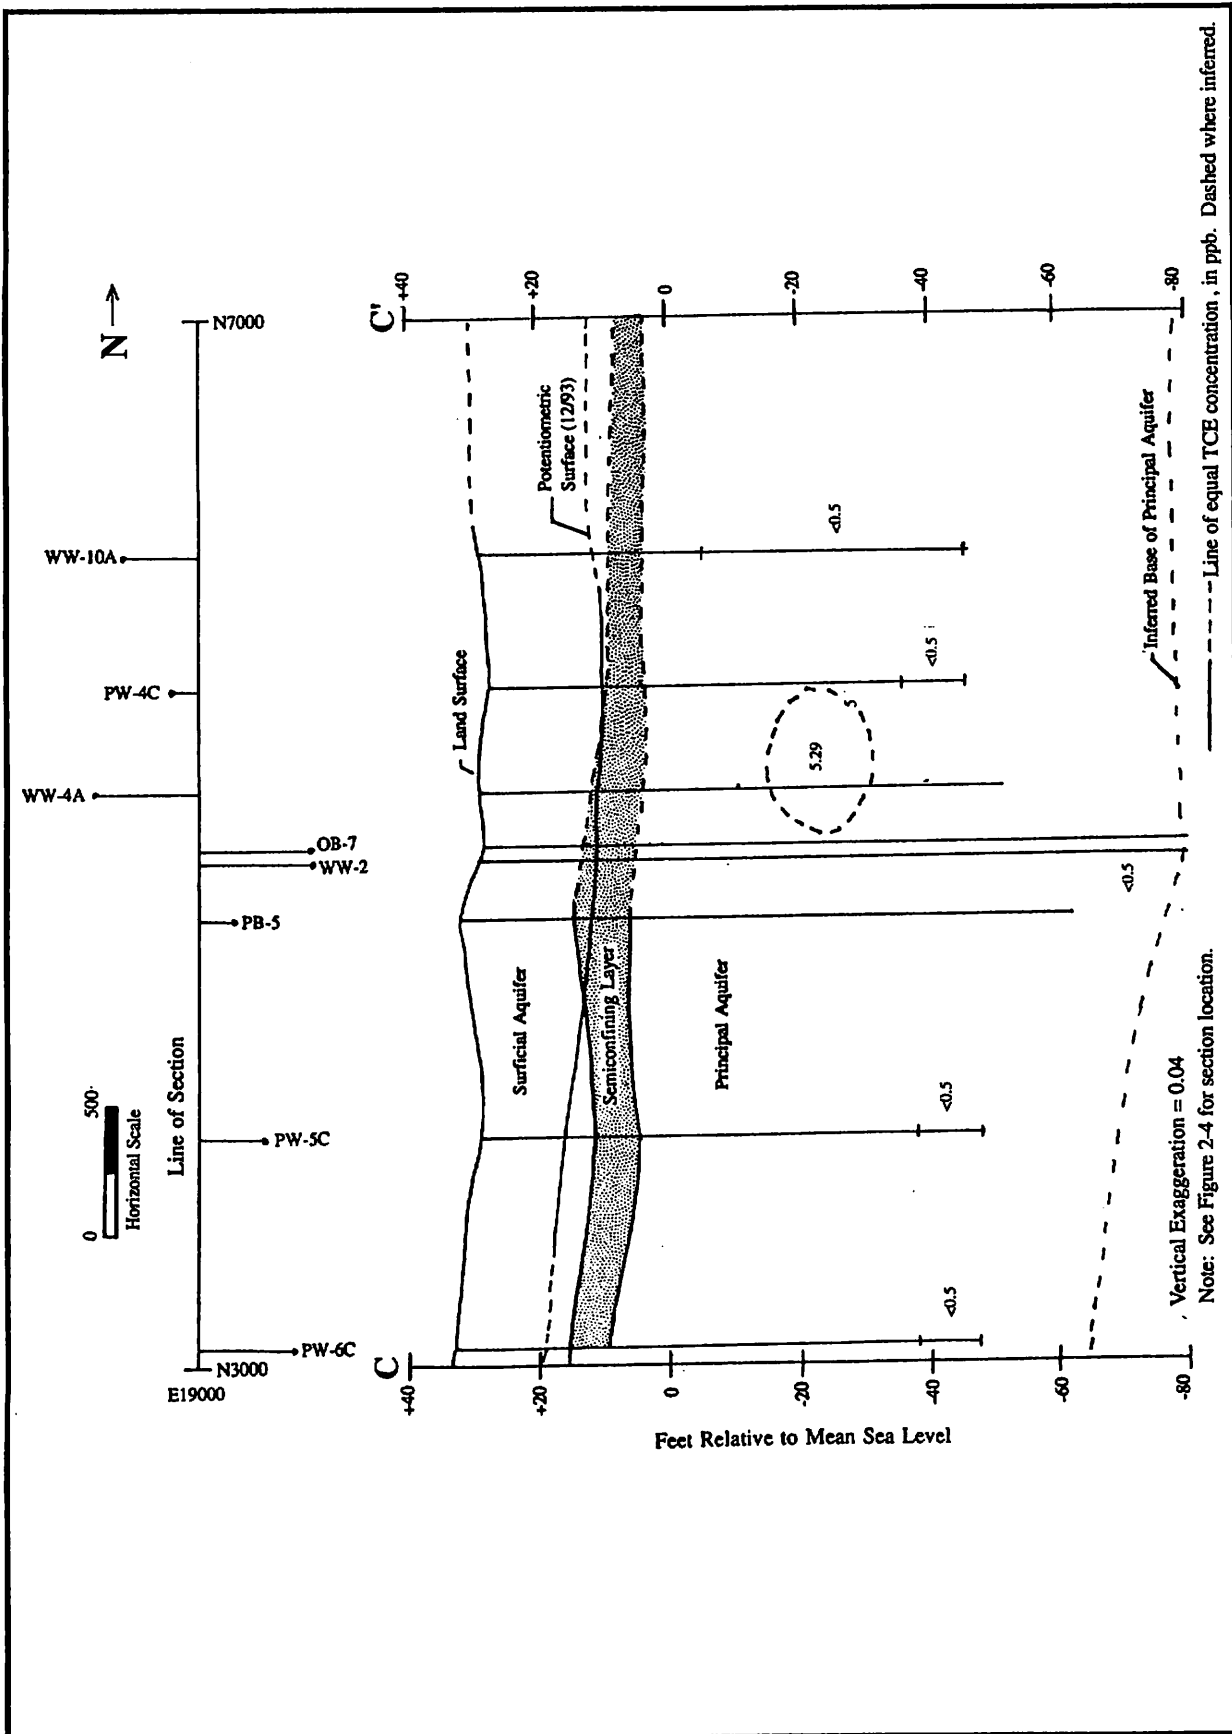 N
0 500
Horizontal Scale
Line of Section
E19000
N3000
N7000
PW-6C
PW-5C
PB-5
WW-2
OB-7
WW-4A
PW-4C
WW-10A
C
C'
+40
+20
0
-20
-40
-60
-80
+40
+20
0
-20
-40
-60
-80
Feet Relative to Mean Sea Level
Land Surface
Potentiometric
Surface (12/93)
Surficial Aquifer
Semiconfining Layer
Principal Aquifer
<0.5
<0.5
<0.5
5.29
5
<0.5
<0.5
Inferred Base of Principal Aquifer
Vertical Exaggeration = 0.04
Note: See Figure 2-4 for section location.
Line of equal TCE concentration, in ppb. Dashed where inferred.